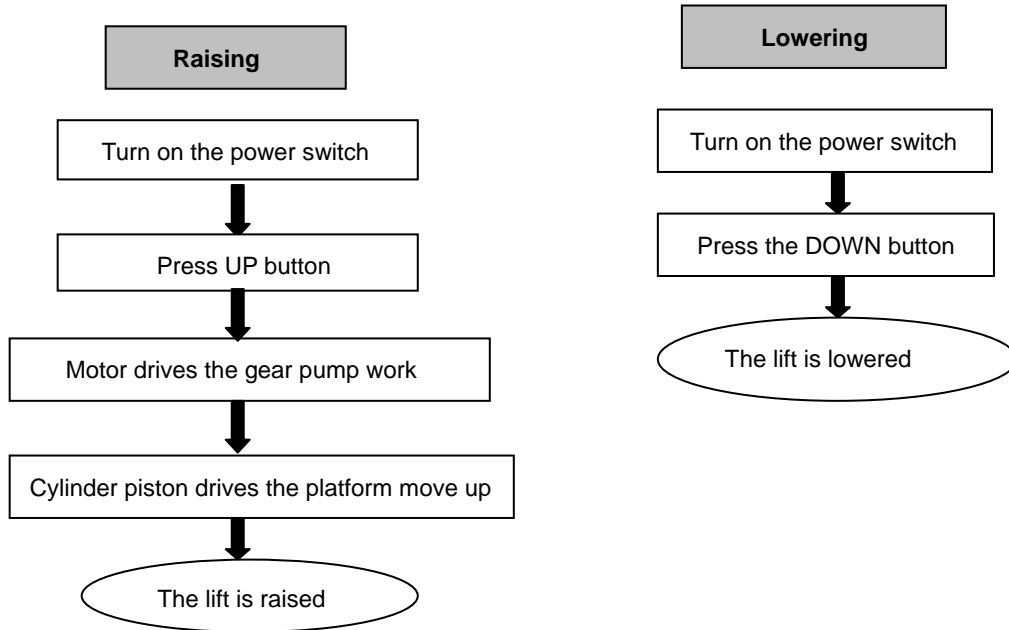 Raising
Turn on the power switch
Press UP button
Motor drives the gear pump work
Cylinder piston drives the platform move up
The lift is raised
Lowering
Turn on the power switch
Press the DOWN button
The lift is lowered